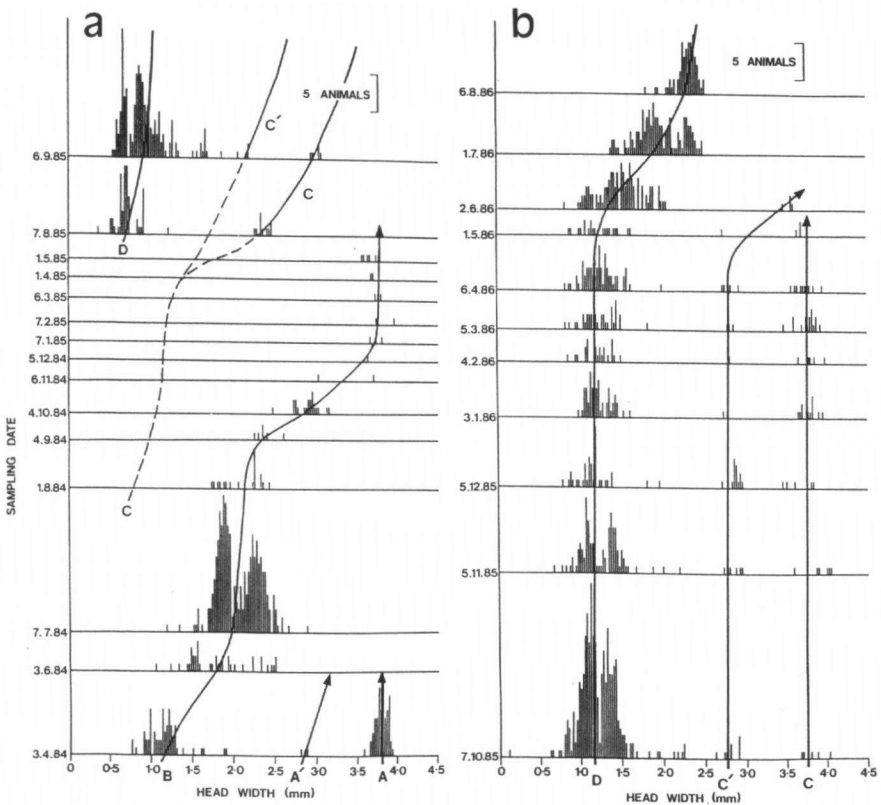 a
5 ANIMALS
C'
6.9.85
C
7.8.85
D
1.5.85
1.4.85
6.3.85
7.2.85
7.1.85
5.12.84
6.11.84
4.10.84
4.9.84
1.8.84
C
7.7.84
3.6.84
3.4.84
SAMPLING DATE
0 0·5 1·0 1·5 2·0 2·5 3·0 3·5 4·0 4·5
B A' A
HEAD WIDTH (mm)
b
5 ANIMALS
6.8.86
1.7.86
2.6.86
1.5.86
6.4.86
5.3.86
4.2.86
3.1.86
5.12.85
5.11.85
7.10.85
0 0·5 1·0 1·5 2·0 2·5 3·0 3·5 4·0 4·5
D C' C
HEAD WIDTH (mm)